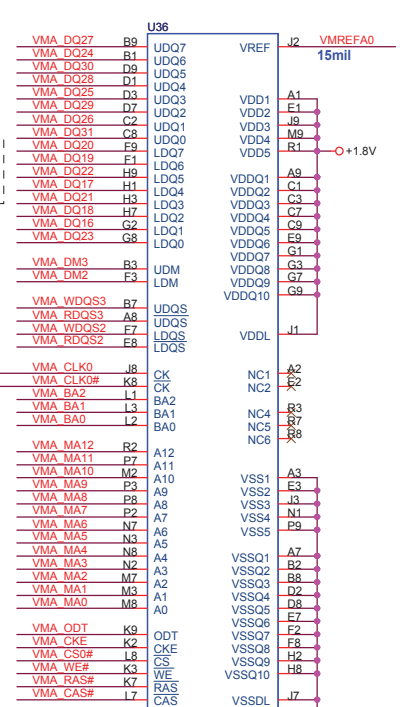 U36
VMA_DQ27 B9 UDQ7
VMA_DQ24 B1 UDQ6
VMA_DQ30 D9 UDQ5
VMA_DQ28 D1 UDQ4
VMA_DQ25 D3 UDQ3
VMA_DQ29 D7 UDQ2
VMA_DQ26 C2 UDQ1
VMA_DQ31 C8 UDQ0
VMA_DQ20 F9 LDQ7
VMA_DQ19 F1 LDQ6
VMA_DQ22 H9 LDQ5
VMA_DQ17 H1 LDQ4
VMA_DQ21 H3 LDQ3
VMA_DQ18 H7 LDQ2
VMA_DQ16 G2 LDQ1
VMA_DQ23 G8 LDQ0
VMA_DM3 B3 UDM
VMA_DM2 F3 LDM
VMA_WDQS3 B7 UDQS
VMA_RDQS3 A8 UDQS
VMA_WDQS2 F7 LDQS
VMA_RDQS2 E8 LDQS
VMA_CLK0 J8 CK
VMA_CLK0# K8 CK
VMA_BA2 L1 BA2
VMA_BA1 L3 BA1
VMA_BA0 L2 BA0
VMA_MA12 R2 A12
VMA_MA11 P7 A11
VMA_MA10 M2 A10
VMA_MA9 P3 A9
VMA_MA8 P8 A8
VMA_MA7 P2 A7
VMA_MA6 N7 A6
VMA_MA5 N3 A5
VMA_MA4 N8 A4
VMA_MA3 N2 A3
VMA_MA2 M7 A2
VMA_MA1 M3 A1
VMA_MA0 M8 A0
VMA_ODT K9 ODT
VMA_CKE K2 CKE
VMA_CS0# L8 CS
VMA_WE# K3 WE
VMA_RAS# K7 RAS
VMA_CAS# L7 CAS
VREF J2 VMREFA0
15mil
VDD1 A1
VDD2 E1
VDD3 J9
VDD4 M9
VDD5 R1 +1.8V
VDDQ1 A9
VDDQ2 C1
VDDQ3 C3
VDDQ4 C7
VDDQ5 C9
VDDQ6 E9
VDDQ7 G1
VDDQ8 G3
VDDQ9 G7
VDDQ10 G9
VDDL J1
NC1 A2
NC2 E2
NC4 R3
NC5 R7
NC6 R8
VSS1 A3
VSS2 E3
VSS3 J3
VSS4 N1
VSS5 P9
VSSQ1 A7
VSSQ2 B2
VSSQ3 B8
VSSQ4 D2
VSSQ5 D8
VSSQ6 E7
VSSQ7 F2
VSSQ8 F8
VSSQ9 H2
VSSQ10 H8
VSSDL J7